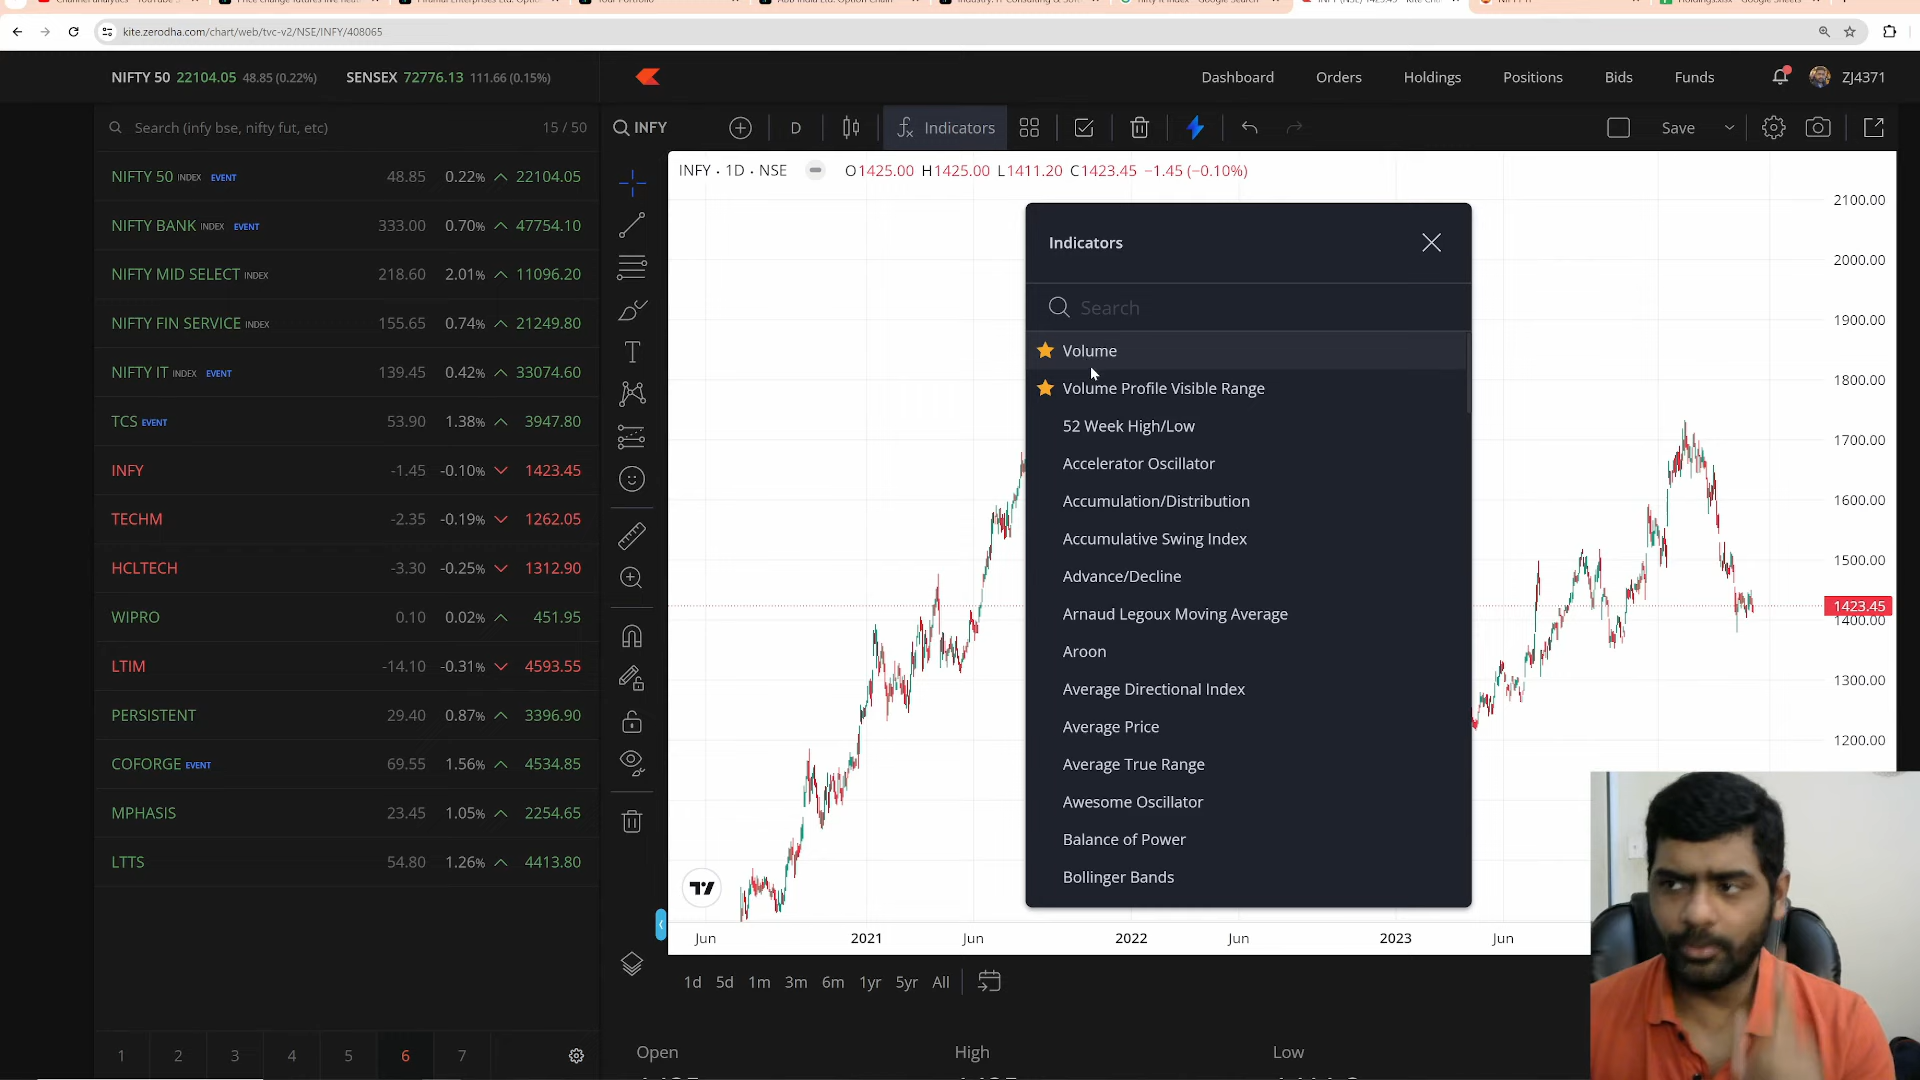 kite.zerodha.com/chart/web/tvc-v2/NSE/INFY/408065
NIFTY 50 22104.05 48.85 (0.22%) SENSEX 72776.13 111.66 (0.15%)
Dashboard Orders Holdings Positions Bids Funds ZJ4371
Search (infy bse, nifty fut, etc) 15 / 50
INFY D Indicators Save
NIFTY 50 INDEX EVENT 48.85 0.22% 22104.05
NIFTY BANK INDEX EVENT 333.00 0.70% 47754.10
NIFTY MID SELECT INDEX 218.60 2.01% 11096.20
NIFTY FIN SERVICE INDEX 155.65 0.74% 21249.80
NIFTY IT INDEX EVENT 139.45 0.42% 33074.60
TCS EVENT 53.90 1.38% 3947.80
INFY -1.45 -0.10% 1423.45
TECHM -2.35 -0.19% 1262.05
HCLTECH -3.30 -0.25% 1312.90
WIPRO 0.10 0.02% 451.95
LTIM -14.10 -0.31% 4593.55
PERSISTENT 29.40 0.87% 3396.90
COFORGE EVENT 69.55 1.56% 4534.85
MPHASIS 23.45 1.05% 2254.65
LTTS 54.80 1.26% 4413.80
1 2 3 4 5 6 7
INFY · 1D · NSE O1425.00 H1425.00 L1411.20 C1423.45 −1.45 (−0.10%)
Indicators
Search
Volume
Volume Profile Visible Range
52 Week High/Low
Accelerator Oscillator
Accumulation/Distribution
Accumulative Swing Index
Advance/Decline
Arnaud Legoux Moving Average
Aroon
Average Directional Index
Average Price
Average True Range
Awesome Oscillator
Balance of Power
Bollinger Bands
2100.00
2000.00
1900.00
1800.00
1700.00
1600.00
1500.00
1423.45
1400.00
1300.00
1200.00
Jun 2021 Jun 2022 Jun 2023 Jun
1d 5d 1m 3m 6m 1yr 5yr All
Open High Low